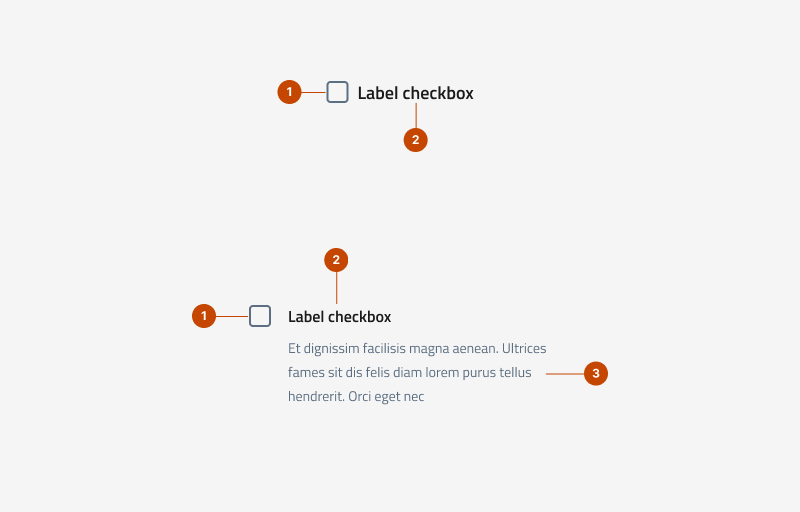 1 Label checkbox
2
2
1 Label checkbox
Et dignissim facilisis magna aenean. Ultrices
fames sit dis felis diam lorem purus tellus 3
hendrerit. Orci eget nec